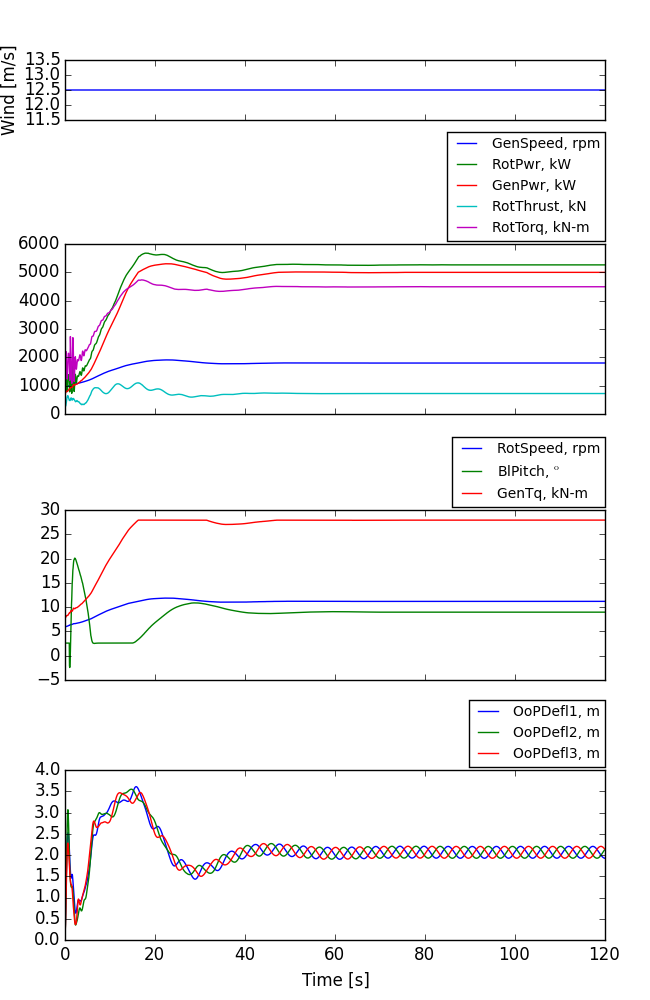 Wind [m/s]
13.5
13.0
12.5
12.0
11.5
GenSpeed, rpm
RotPwr, kW
GenPwr, kW
RotThrust, kN
RotTorq, kN-m
6000
5000
4000
3000
2000
1000
0
RotSpeed, rpm
BlPitch, °
GenTq, kN-m
30
25
20
15
10
5
0
−5
OoPDefl1, m
OoPDefl2, m
OoPDefl3, m
4.0
3.5
3.0
2.5
2.0
1.5
1.0
0.5
0.0
0 20 40 60 80 100 120
Time [s]